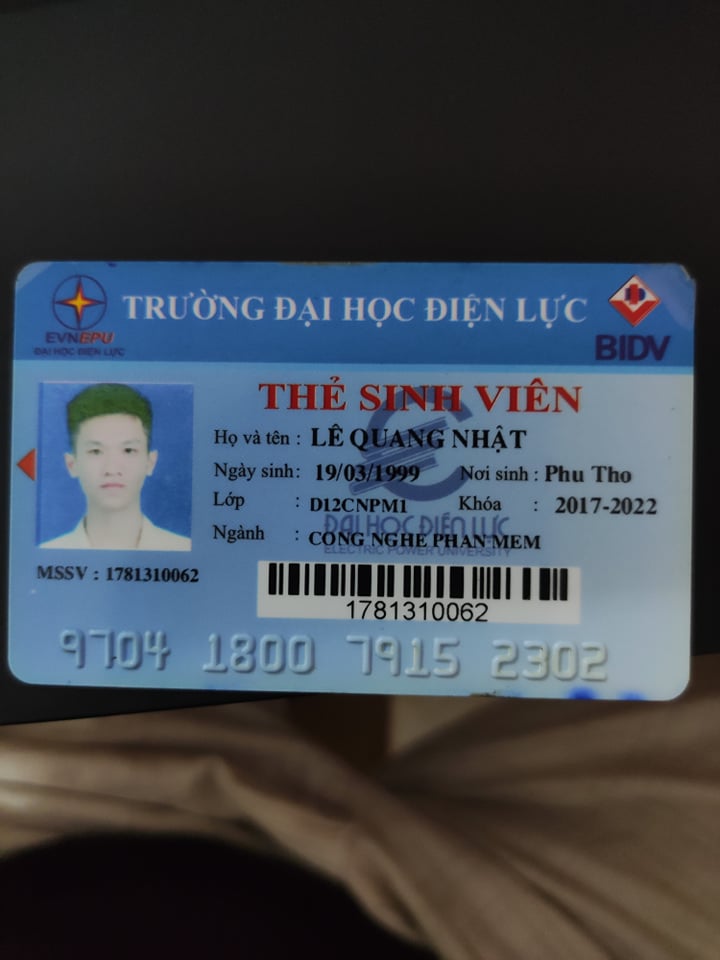 TRƯỜNG ĐẠI HỌC ĐIỆN LỰC
EVNEPU
ĐẠI HỌC ĐIỆN LỰC
BIDV
THẺ SINH VIÊN
Họ và tên : LÊ QUANG NHẬT
Ngày sinh: 19/03/1999 Nơi sinh : Phu Tho
Lớp : D12CNPM1 Khóa : 2017-2022
ĐẠI HỌC ĐIỆN LỰC
Ngành : CONG NGHE PHAN MEM
ELECTRIC POWER UNIVERSITY
MSSV : 1781310062
1781310062
9704 1800 7915 2302